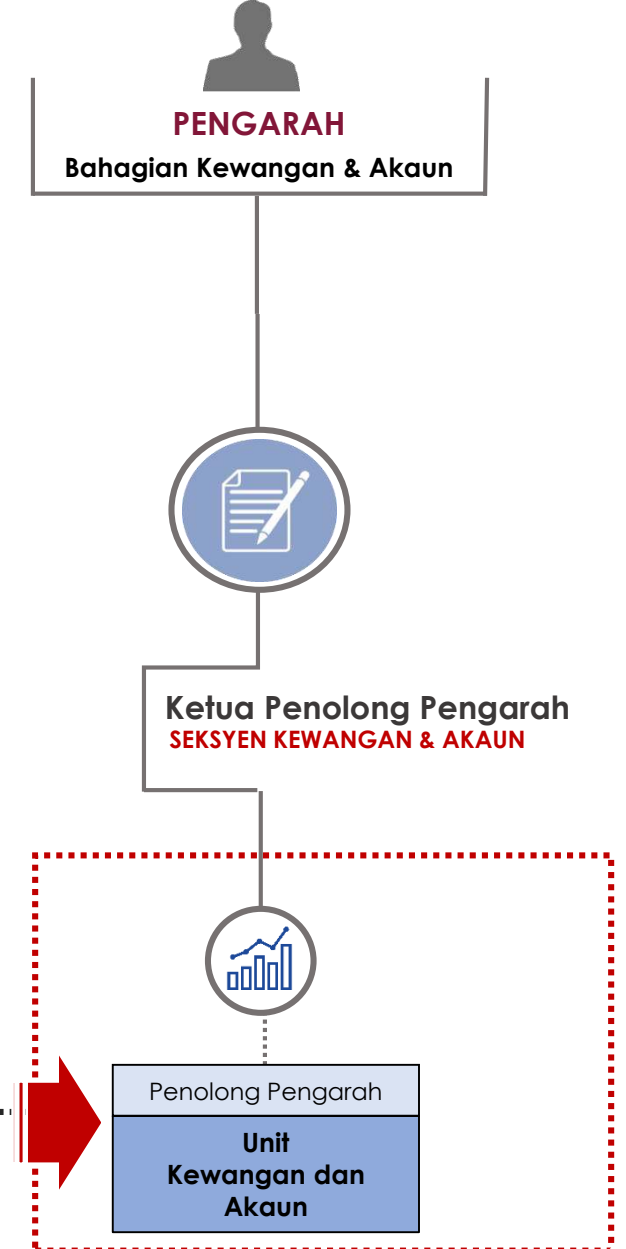 PENGARAH
Bahagian Kewangan & Akaun
Ketua Penolong Pengarah
SEKSYEN KEWANGAN & AKAUN
Penolong Pengarah
Unit
Kewangan dan
Akaun